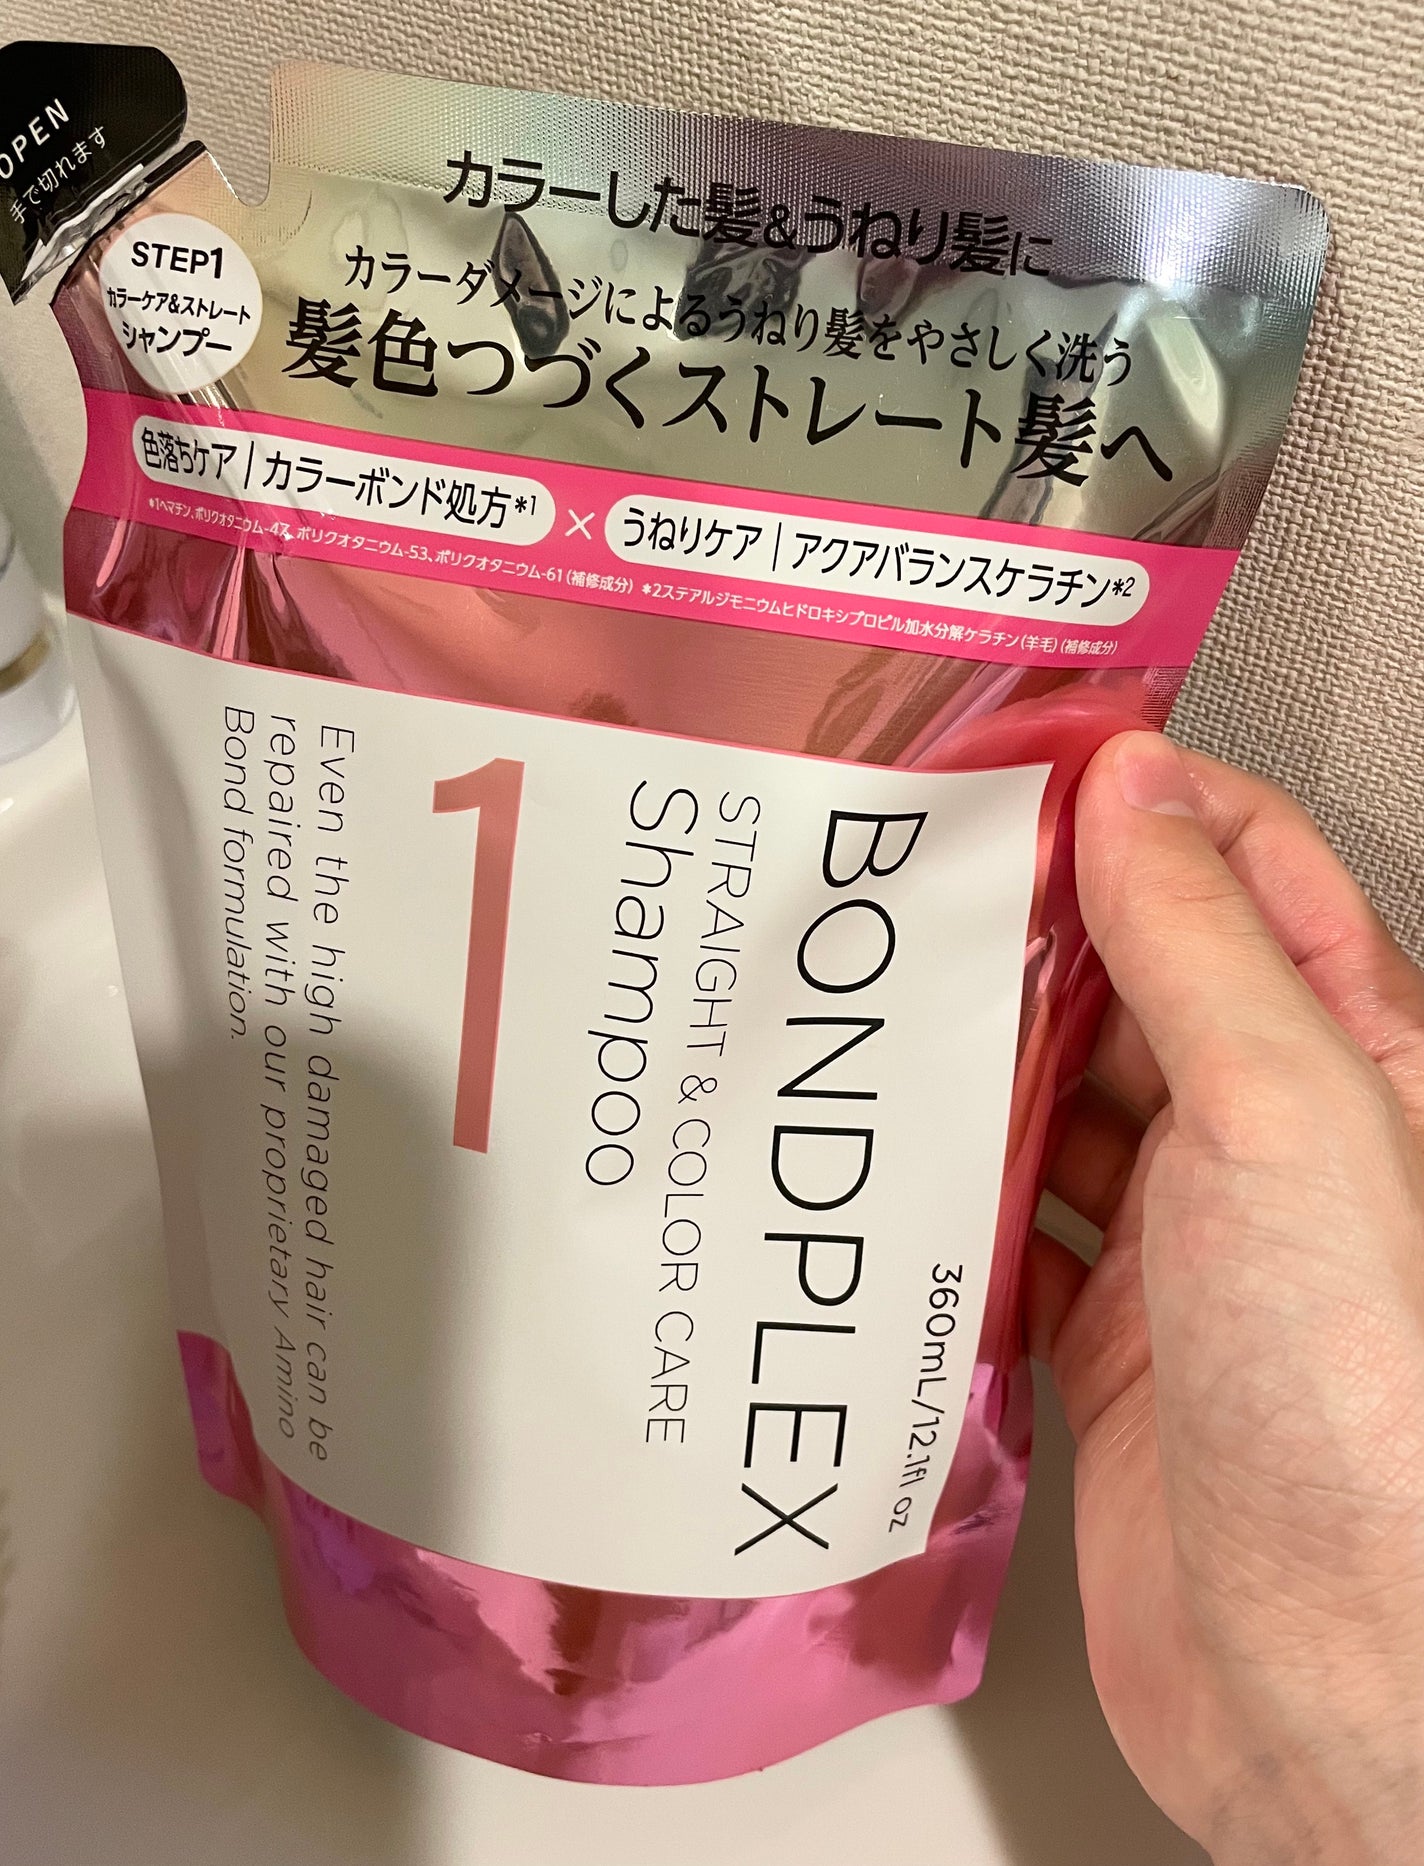 OPEN
手で切れます
カラーした髪&うねり髪に
STEP1
カラーケア&ストレート
シャンプー
カラーダメージによるうねり髪をやさしく洗う
髪色つづくストレート髪へ
色落ちケア|カラーボンド処方*1 × うねりケア|アクアバランスケラチン*2
*1ヘマチン、ポリクオタニウム-47、ポリクオタニウム-53、ポリクオタニウム-61(補修成分) *2ステアルジモニウムヒドロキシプロピル加水分解ケラチン(羊毛)(補修成分)
360mL/12.1fl oz
BONDPLEX
STRAIGHT & COLOR CARE
Shampoo
1
Even the high damaged hair can be
repaired with our proprietary Amino
Bond formulation.